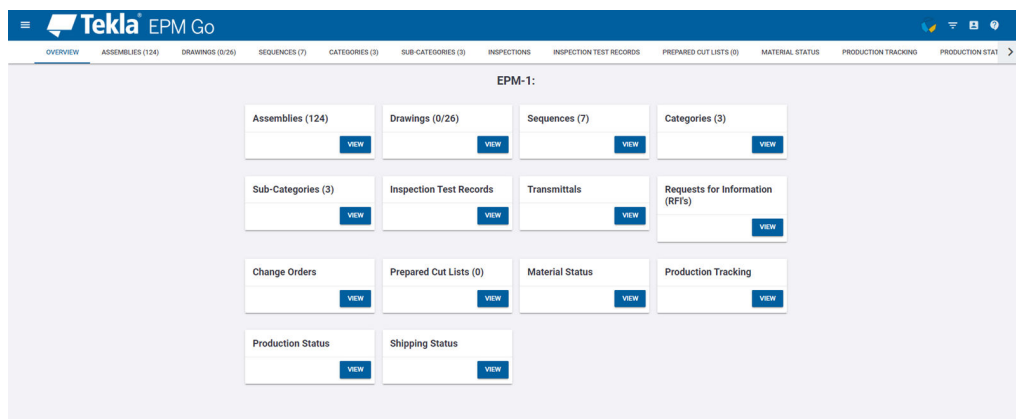 Tekla® EPM Go
OVERVIEW ASSEMBLIES (124) DRAWINGS (0/26) SEQUENCES (7) CATEGORIES (3) SUB-CATEGORIES (3) INSPECTIONS INSPECTION TEST RECORDS PREPARED CUT LISTS (0) MATERIAL STATUS PRODUCTION TRACKING PRODUCTION STAT
EPM-1:
Assemblies (124) Drawings (0/26) Sequences (7) Categories (3)
VIEW VIEW VIEW VIEW
Sub-Categories (3) Inspection Test Records Transmittals Requests for Information
(RFI's)
VIEW VIEW VIEW VIEW
Change Orders Prepared Cut Lists (0) Material Status Production Tracking
VIEW VIEW VIEW VIEW
Production Status Shipping Status
VIEW VIEW